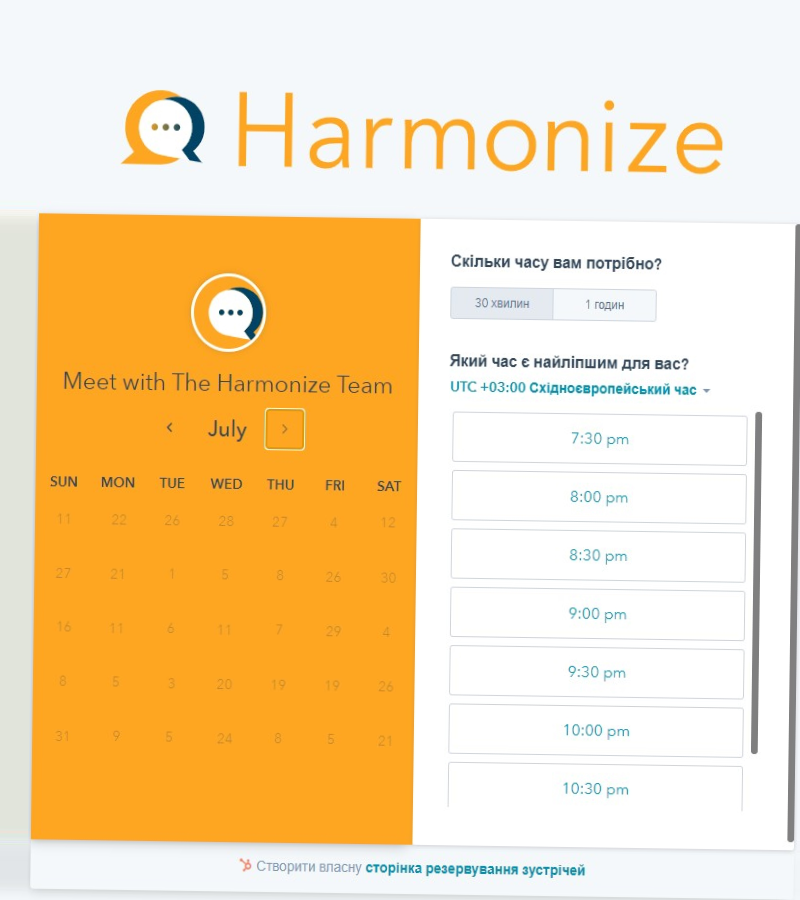 Harmonize
Meet with The Harmonize Team
July
SUN MON TUE WED THU FRI SAT
11 22 26 28 27 4 12
27 21 1 5 8 26 30
16 11 6 11 7 29 4
8 5 3 20 19 19 26
31 9 5 24 8 5 21
Скільки часу вам потрібно?
30 хвилин 1 годин
Який час є найліпшим для вас?
UTC +03:00 Східноєвропейський час
7:30 pm
8:00 pm
8:30 pm
9:00 pm
9:30 pm
10:00 pm
10:30 pm
Створити власну сторінка резервування зустрічей